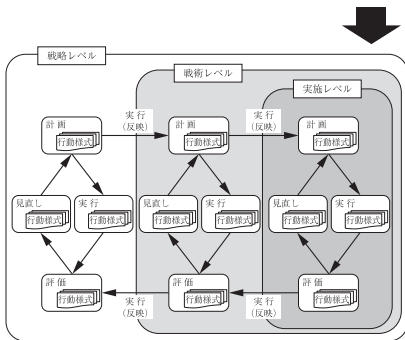 戦略レベル
戦術レベル
実施レベル
計画
行動様式
実行
(反映)
計画
行動様式
実行
(反映)
計画
行動様式
見直し
行動様式
実行
行動様式
見直し
行動様式
実行
行動様式
見直し
行動様式
実行
行動様式
評価
行動様式
実行
(反映)
評価
行動様式
実行
(反映)
評価
行動様式